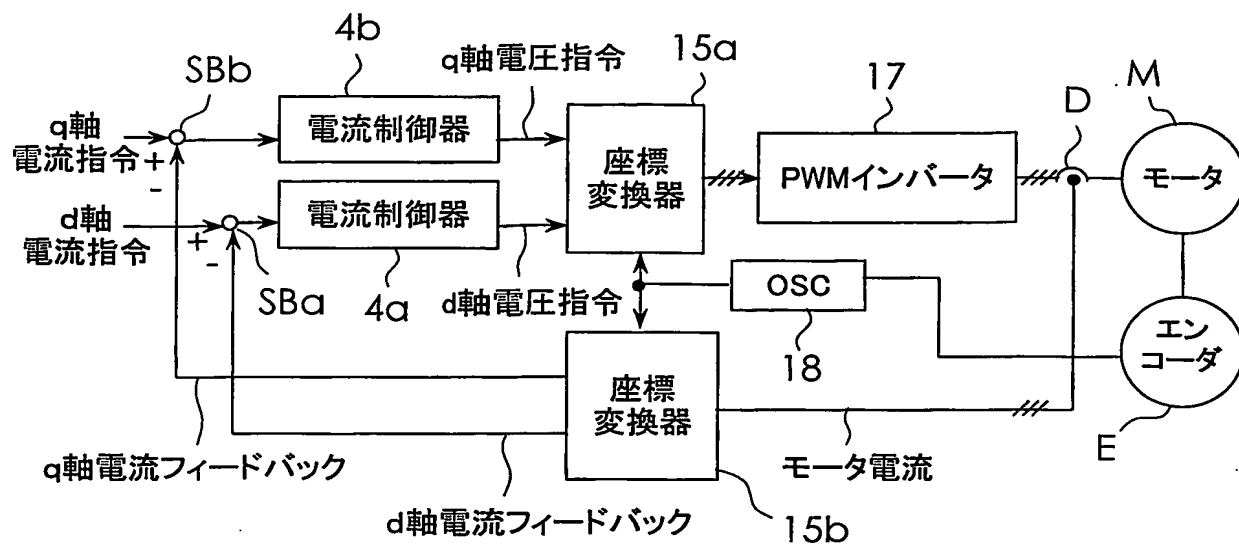 4b
SBb
q軸電圧指令
15a
17
D
M
q軸
電流指令
+
-
電流制御器
座標
変換器
PWMインバータ
モータ
d軸
電流指令
+
-
電流制御器
SBa
4a
d軸電圧指令
OSC
18
エン
コーダ
E
座標
変換器
q軸電流フィードバック
モータ電流
d軸電流フィードバック
15b